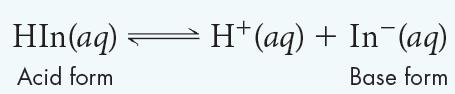 HIn(aq) ⇌ H⁺(aq) + In⁻(aq)
Acid form Base form